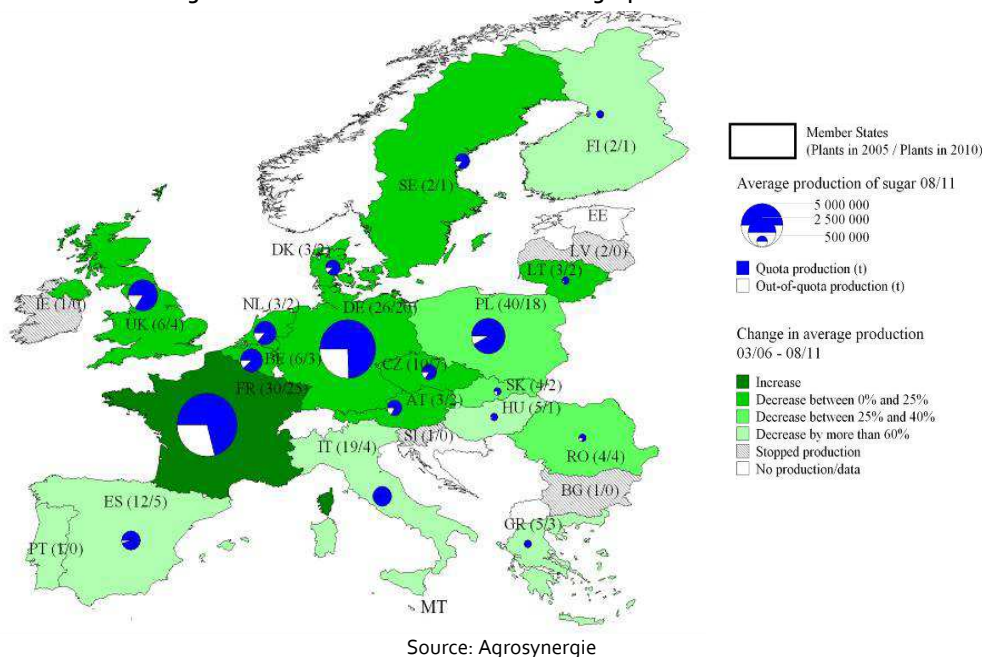 FI (2/1)
SE (2/1)
EE
LV (2/0)
DK (3/2)
LT (3/2)
IE (1/0)
NL (3/2)
DE (26/20)
PL (40/18)
UK (6/4)
BE (6/3)
FR (30/25)
AT (3/2)
SK (4/2)
HU (5/1)
SI (1/0)
IT (19/4)
RO (4/4)
BG (1/0)
ES (12/5)
GR (5/3)
MT
Member States
(Plants in 2005 / Plants in 2010)
Average production of sugar 08/11
5 000 000
2 500 000
500 000
Quota production (t)
Out-of-quota production (t)
Change in average production
03/06 - 08/11
Increase
Decrease between 0% and 25%
Decrease between 25% and 40%
Decrease by more than 60%
Stopped production
No production/data
Source: Agrosynergie